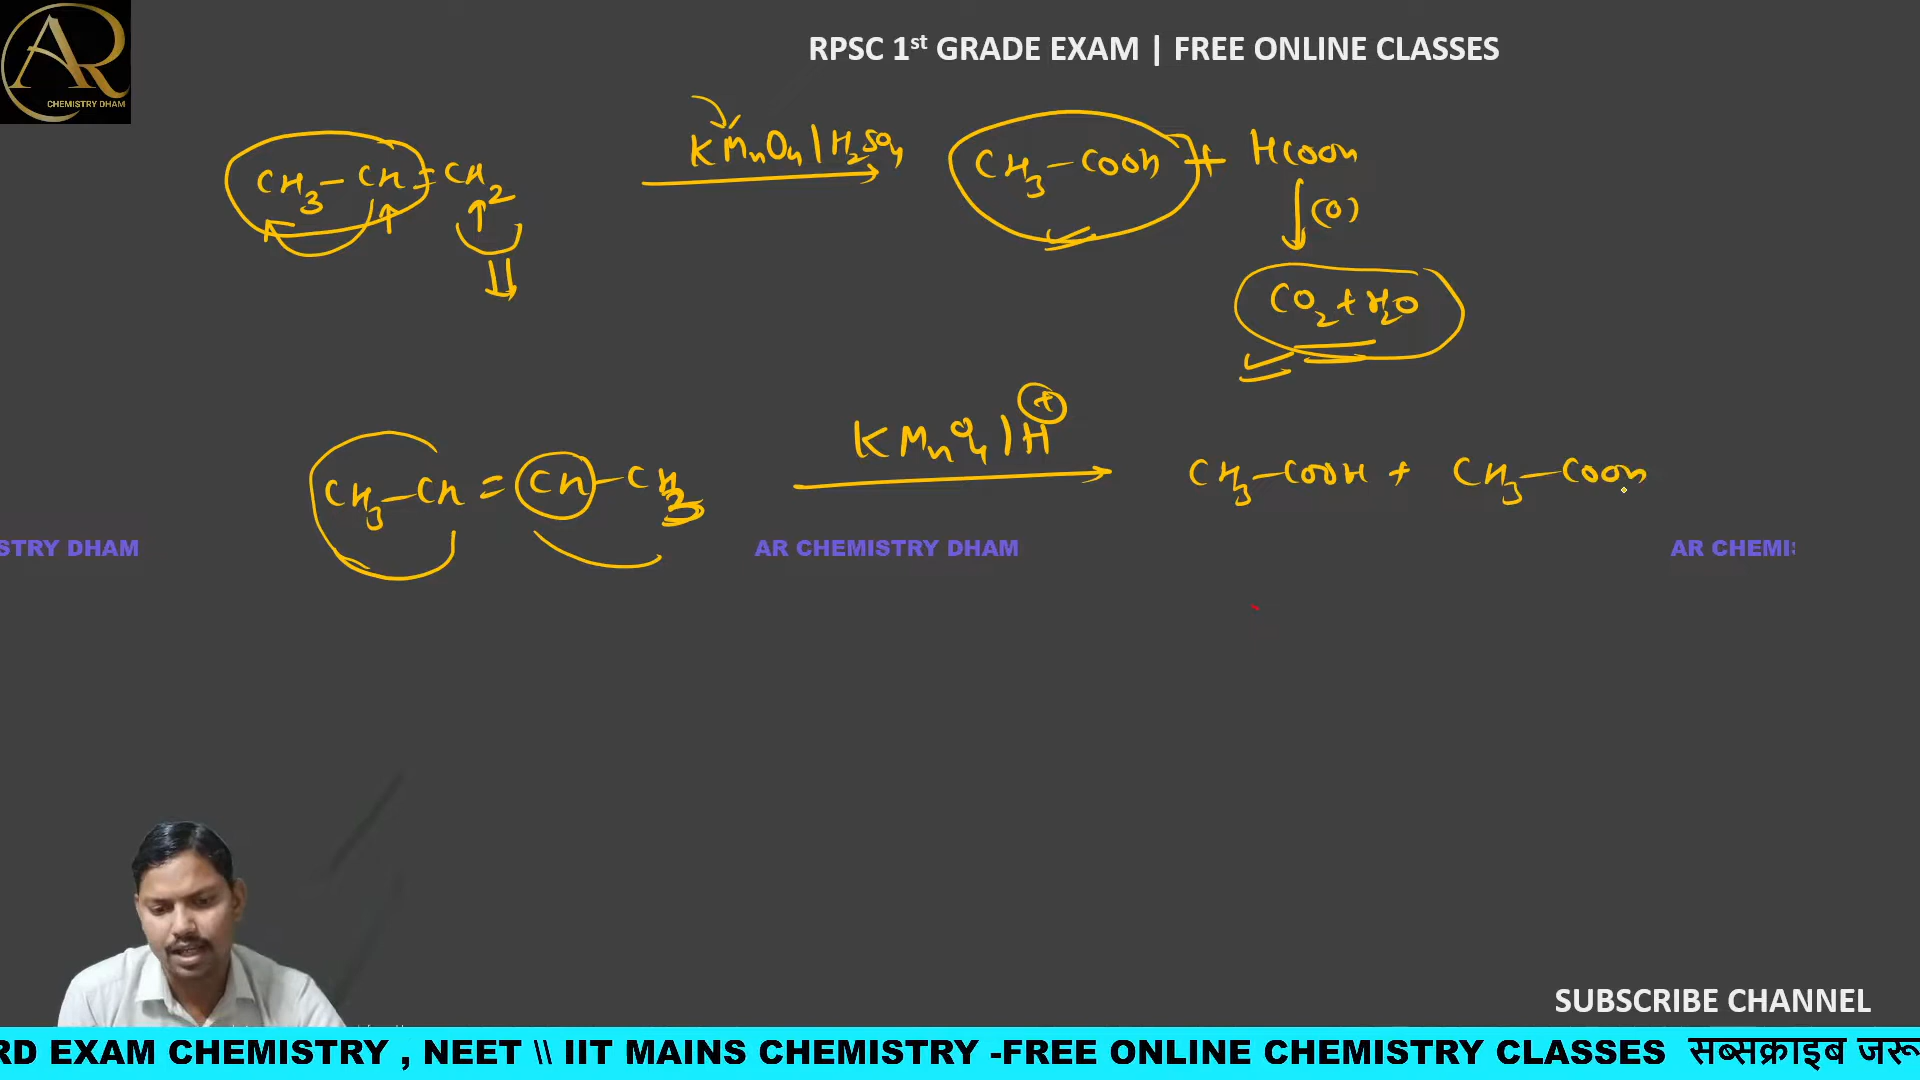 AR
CHEMISTRY DHAM
RPSC 1st GRADE EXAM | FREE ONLINE CLASSES
CH3-CH=CH2 KMnO4/H2SO4 CH3-COOH + HCOOH
(O)
CO2+H2O
CH3-CH=CH-CH3 KMnO4/H+ CH3-COOH + CH3-COOH
STRY DHAM AR CHEMISTRY DHAM AR CHEMI
SUBSCRIBE CHANNEL
RD EXAM CHEMISTRY , NEET \\ IIT MAINS CHEMISTRY -FREE ONLINE CHEMISTRY CLASSES सब्सक्राइब जरू